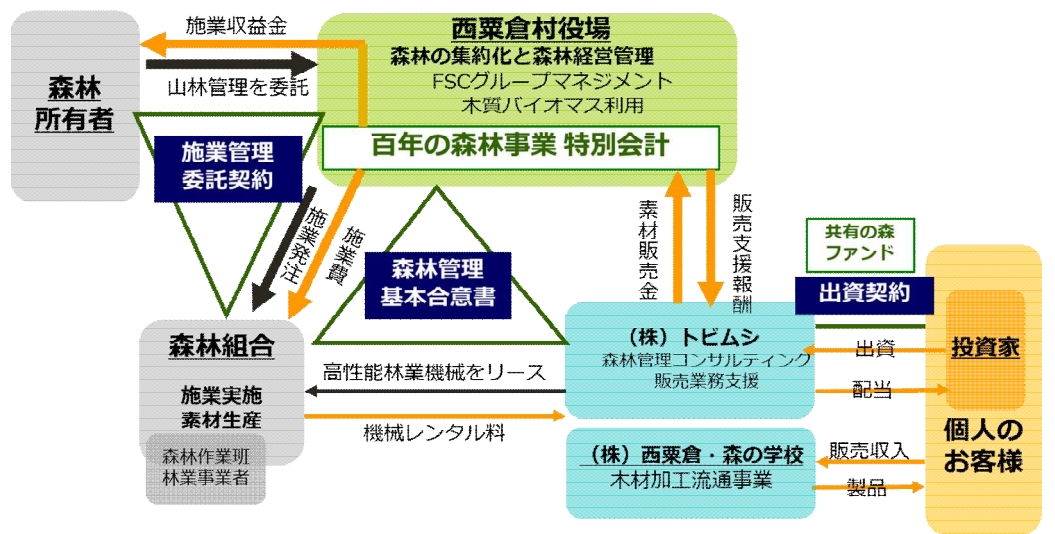 施業収益金
山林管理を委託
森林
所有者
西粟倉村役場
森林の集約化と森林経営管理
FSCグループマネジメント
木質バイオマス利用
百年の森林事業 特別会計
施業管理
委託契約
施業発注
施業費
森林管理
基本合意書
素材販売金
販売支援報酬
共有の森
ファンド
出資契約
森林組合
施業実施
素材生産
森林作業班
林業事業者
高性能林業機械をリース
機械レンタル料
（株）トビムシ
森林管理コンサルティング
販売業務支援
出資
配当
投資家
個人の
お客様
（株）西粟倉・森の学校
木材加工流通事業
販売収入
製品